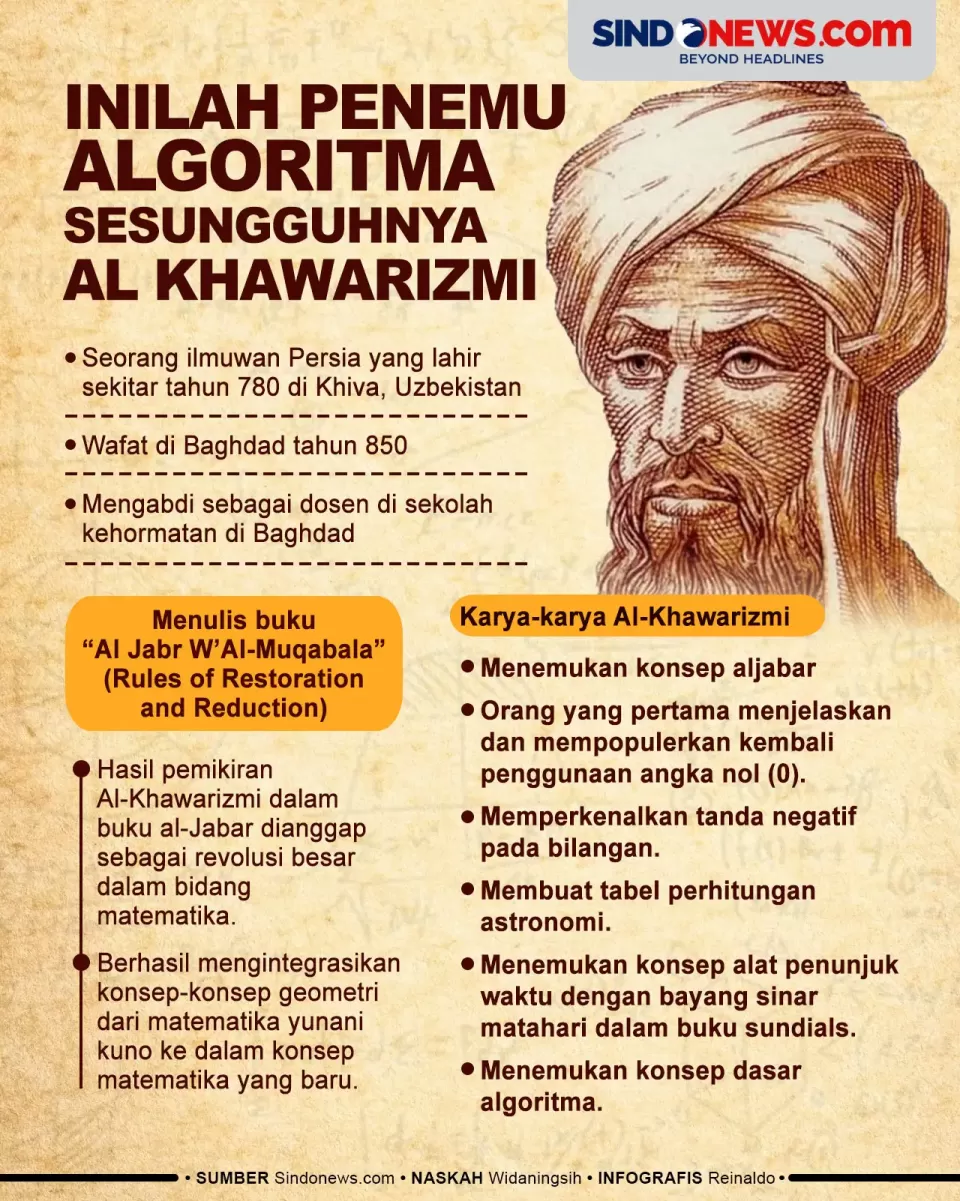 SINDONEWS.COM
BEYOND HEADLINES
INILAH PENEMU
ALGORITMA
SESUNGGUHNYA
AL KHAWARIZMI
• Seorang ilmuwan Persia yang lahir
sekitar tahun 780 di Khiva, Uzbekistan
• Wafat di Baghdad tahun 850
• Mengabdi sebagai dosen di sekolah
kehormatan di Baghdad
Menulis buku
“Al Jabr W’Al-Muqabala”
(Rules of Restoration
and Reduction)
Hasil pemikiran
Al-Khawarizmi dalam
buku al-Jabar dianggap
sebagai revolusi besar
dalam bidang
matematika.
Berhasil mengintegrasikan
konsep-konsep geometri
dari matematika yunani
kuno ke dalam konsep
matematika yang baru.
Karya-karya Al-Khawarizmi
• Menemukan konsep aljabar
• Orang yang pertama menjelaskan
dan mempopulerkan kembali
penggunaan angka nol (0).
• Memperkenalkan tanda negatif
pada bilangan.
• Membuat tabel perhitungan
astronomi.
• Menemukan konsep alat penunjuk
waktu dengan bayang sinar
matahari dalam buku sundials.
• Menemukan konsep dasar
algoritma.
• SUMBER Sindonews.com • NASKAH Widaningsih • INFOGRAFIS Reinaldo •